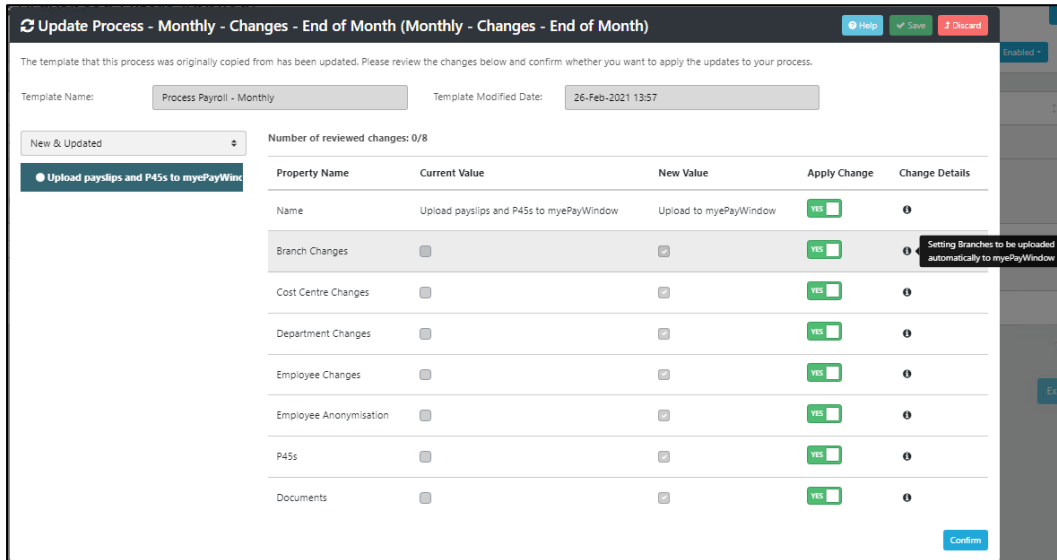 Update Process - Monthly - Changes - End of Month (Monthly - Changes - End of Month)
Help
Save
Discard
Enabled
The template that this process was originally copied from has been updated. Please review the changes below and confirm whether you want to apply the updates to your process.
Template Name: Process Payroll - Monthly Template Modified Date: 26-Feb-2021 13:57
New & Updated
Number of reviewed changes: 0/8
Upload payslips and P45s to myePayWind
Property Name Current Value New Value Apply Change Change Details
Name Upload payslips and P45s to myePayWindow Upload to myePayWindow YES
Branch Changes YES
Setting Branches to be uploaded
automatically to myePayWindow
Cost Centre Changes YES
Department Changes YES
Employee Changes YES
Employee Anonymisation YES
P45s YES
Documents YES
Confirm